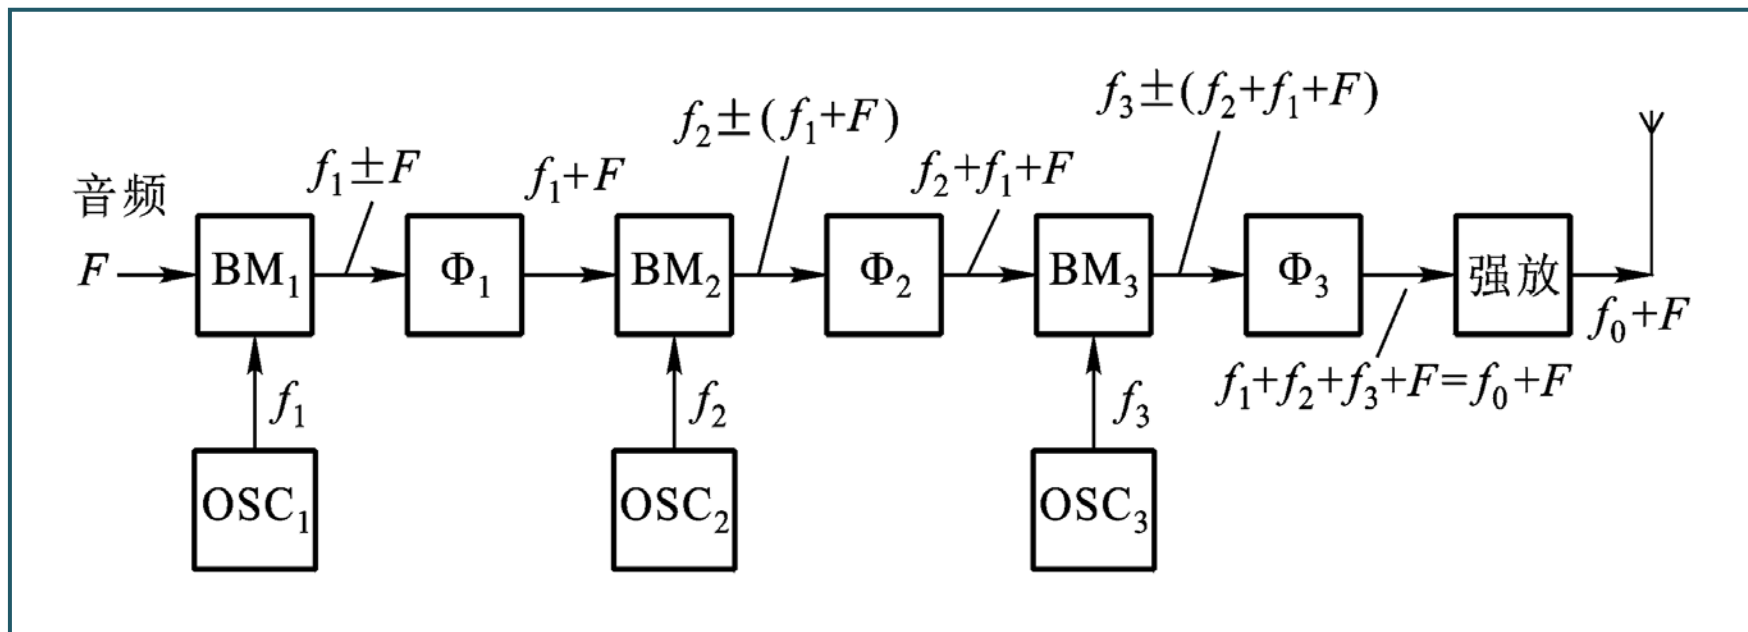 f₃±(f₂+f₁+F)
f₂±(f₁+F)
f₁±F
f₁+F
f₂+f₁+F
音频
F
BM₁
Φ₁
BM₂
Φ₂
BM₃
Φ₃
强放
f₀+F
f₁+f₂+f₃+F=f₀+F
f₁
f₂
f₃
OSC₁
OSC₂
OSC₃